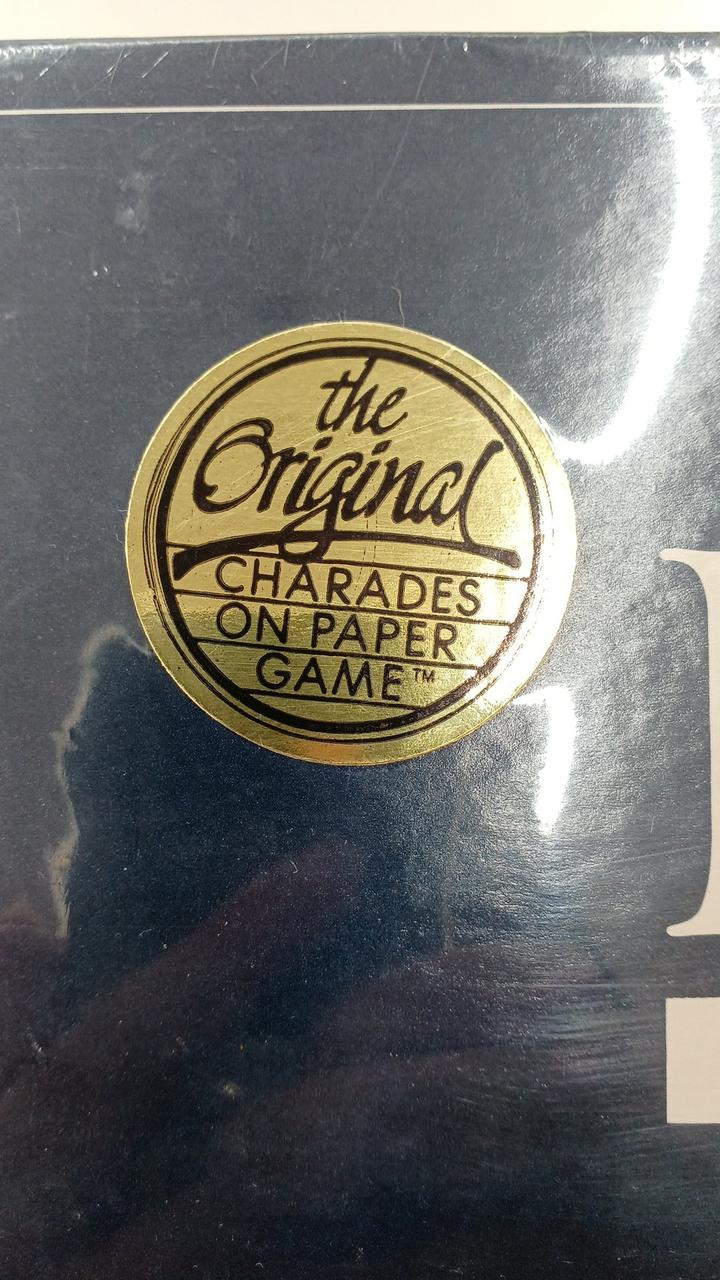 the
Original
CHARADES
ON PAPER
GAME™